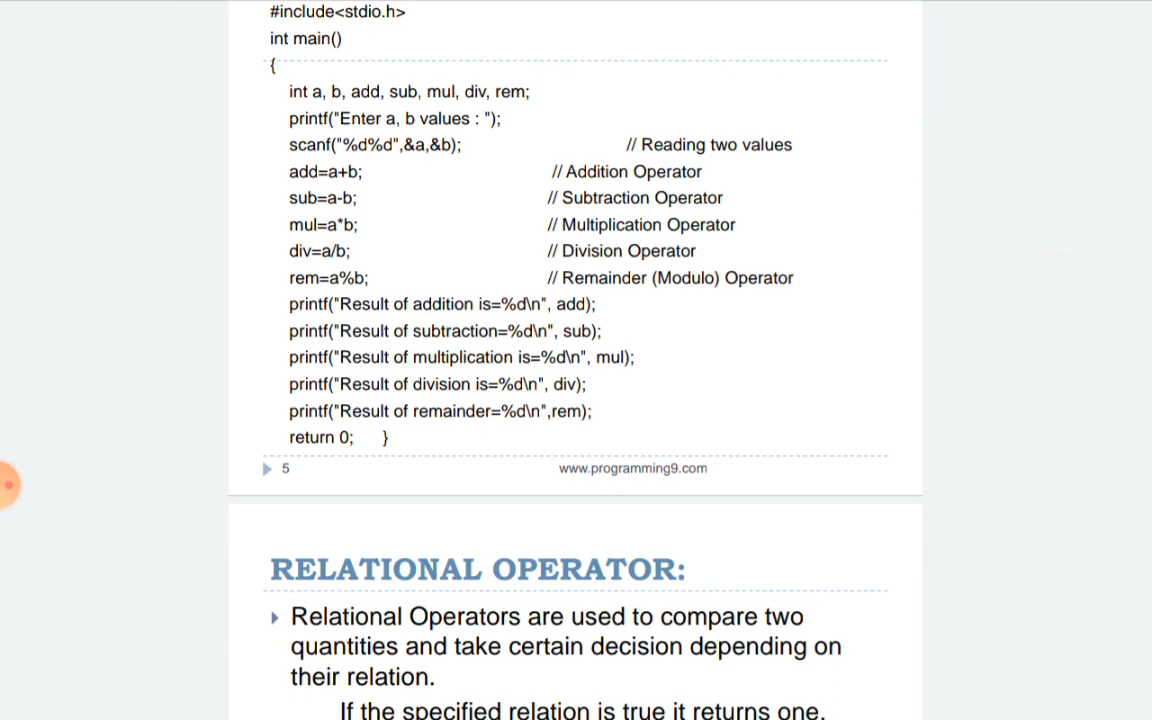 #include<stdio.h>
int main()
{
int a, b, add, sub, mul, div, rem;
printf("Enter a, b values : ");
scanf("%d%d",&a,&b); // Reading two values
add=a+b; // Addition Operator
sub=a-b; // Subtraction Operator
mul=a*b; // Multiplication Operator
div=a/b; // Division Operator
rem=a%b; // Remainder (Modulo) Operator
printf("Result of addition is=%d\n", add);
printf("Result of subtraction=%d\n", sub);
printf("Result of multiplication is=%d\n", mul);
printf("Result of division is=%d\n", div);
printf("Result of remainder=%d\n",rem);
return 0; }
5 www.programming9.com
RELATIONAL OPERATOR:
Relational Operators are used to compare two
quantities and take certain decision depending on
their relation.
If the specified relation is true it returns one.